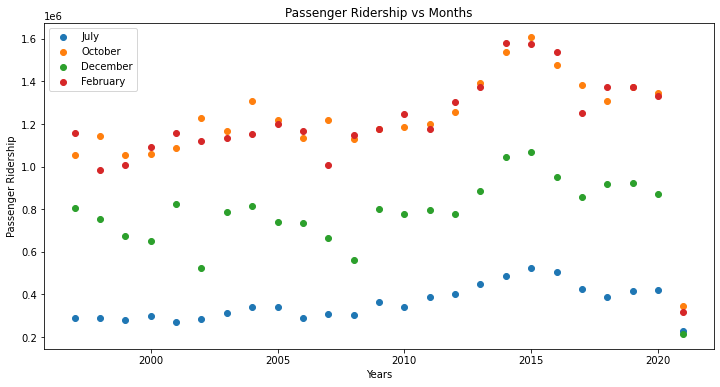 Passenger Ridership vs Months
1e6
July
October
December
February
1.6
1.4
1.2
1.0
0.8
0.6
0.4
0.2
Passenger Ridership
2000
2005
2010
2015
2020
Years